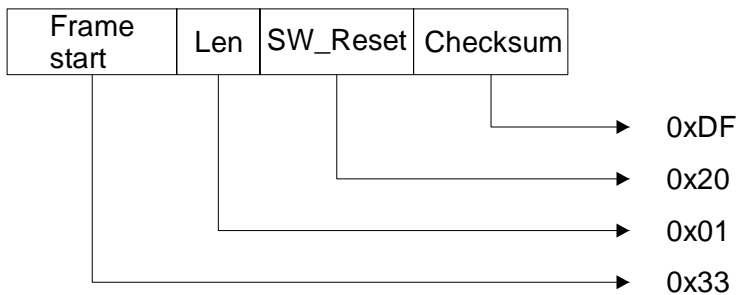 Frame
start
Len
SW_Reset
Checksum
0xDF
0x20
0x01
0x33